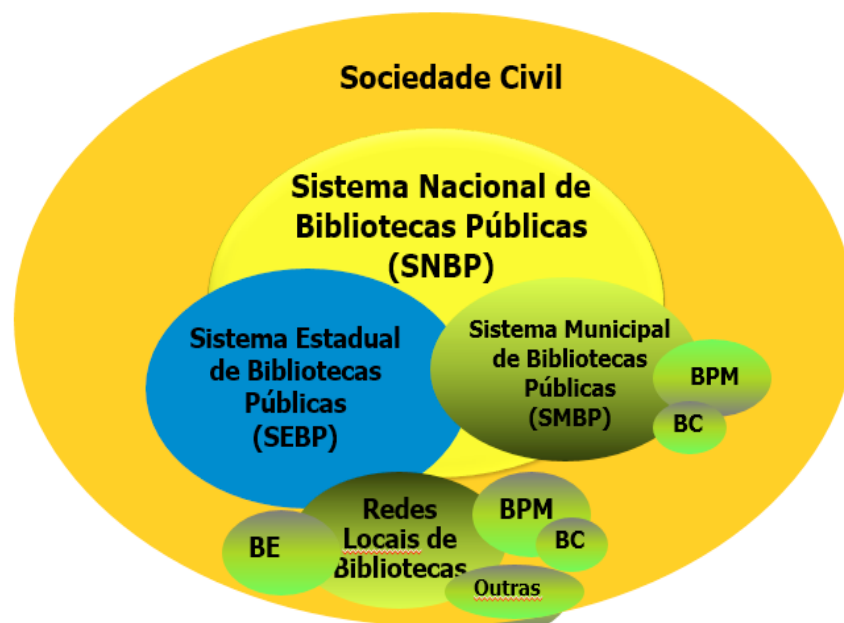 Sociedade Civil
Sistema Nacional de
Bibliotecas Públicas
(SNBP)
Sistema Estadual
de Bibliotecas
Públicas
(SEBP)
Sistema Municipal
de Bibliotecas
Públicas
(SMBP)
BPM
BC
Redes
Locais de
Bibliotecas
BE
BPM
BC
Outras